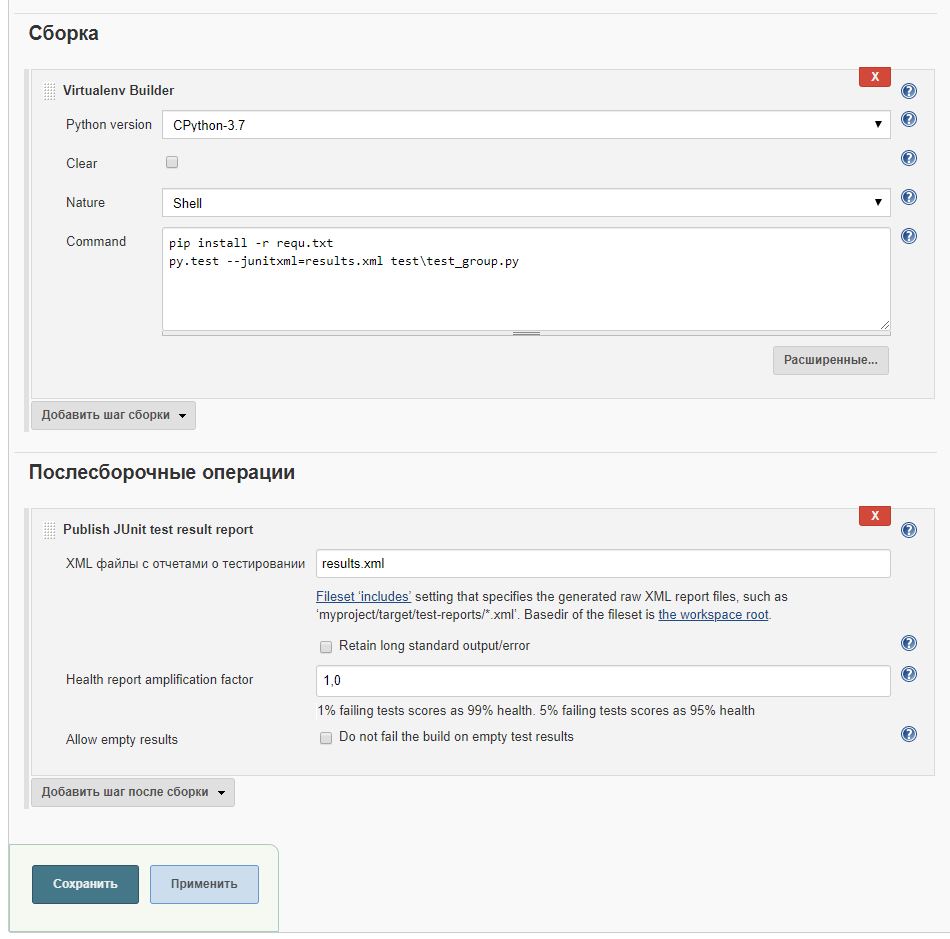 Сборка
X
Virtualenv Builder
Python version CPython-3.7
Clear
Nature Shell
Command
pip install -r requ.txt
py.test --junitxml=results.xml test\test_group.py
Расширенные...
Добавить шаг сборки
Послесборочные операции
X
Publish JUnit test result report
XML файлы с отчетами о тестировании results.xml
Fileset ‘includes’ setting that specifies the generated raw XML report files, such as
‘myproject/target/test-reports/*.xml’. Basedir of the fileset is the workspace root.
Retain long standard output/error
Health report amplification factor 1,0
1% failing tests scores as 99% health. 5% failing tests scores as 95% health
Allow empty results Do not fail the build on empty test results
Добавить шаг после сборки
Сохранить Применить